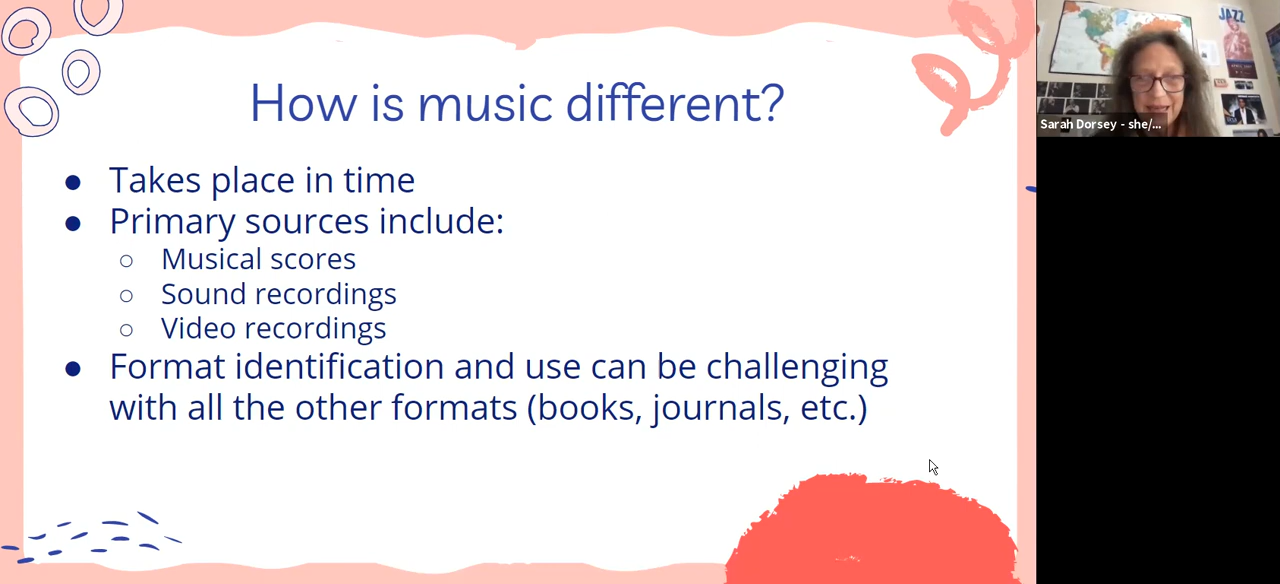 How is music different?
● Takes place in time
● Primary sources include:
○ Musical scores
○ Sound recordings
○ Video recordings
● Format identification and use can be challenging
with all the other formats (books, journals, etc.)
JAZZ
Sarah Dorsey - she/...